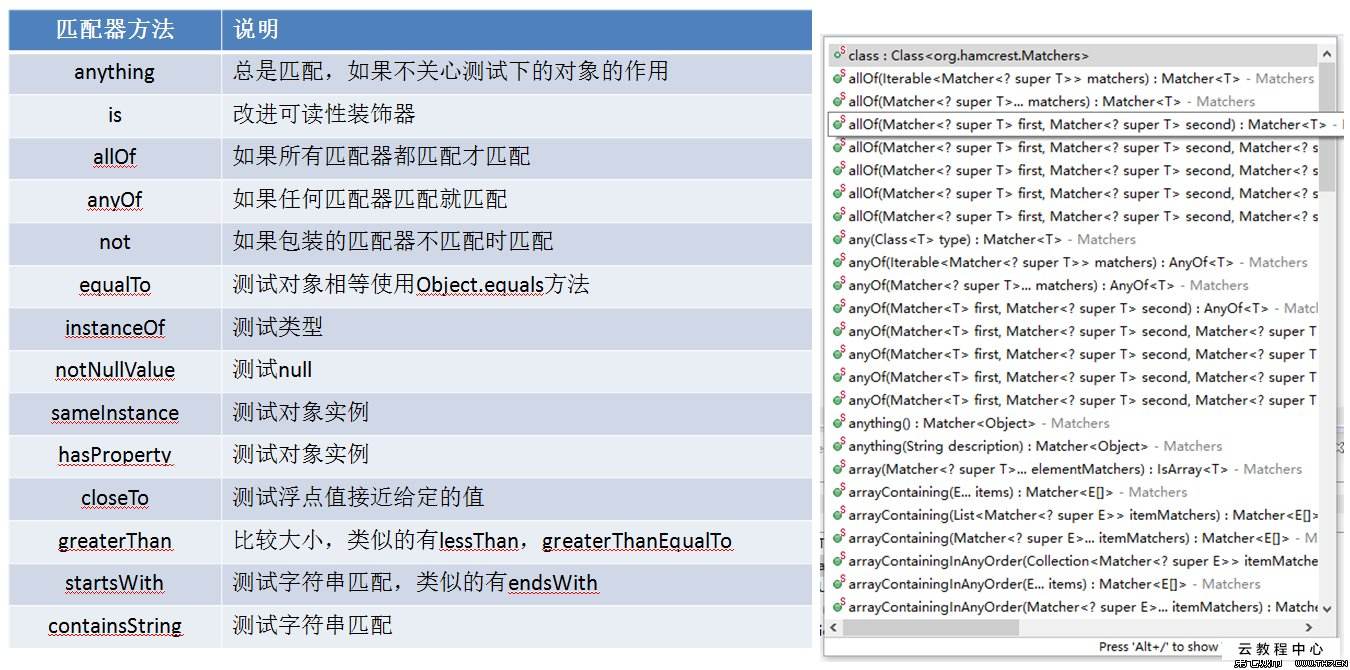 匹配器方法 说明
anything 总是匹配，如果不关心测试下的对象的作用
is 改进可读性装饰器
allOf 如果所有匹配器都匹配才匹配
anyOf 如果任何匹配器匹配就匹配
not 如果包装的匹配器不匹配时匹配
equalTo 测试对象相等使用Object.equals方法
instanceOf 测试类型
notNullValue 测试null
sameInstance 测试对象实例
hasProperty 测试对象实例
closeTo 测试浮点值接近给定的值
greaterThan 比较大小，类似的有lessThan，greaterThanEqualTo
startsWith 测试字符串匹配，类似的有endsWith
containsString 测试字符串匹配
class : Class<org.hamcrest.Matchers>
allOf(Iterable<Matcher<? super T>> matchers) : Matcher<T> - Matchers
allOf(Matcher<? super T>... matchers) : Matcher<T> - Matchers
allOf(Matcher<? super T> first, Matcher<? super T> second) : Matcher<T> -
allOf(Matcher<? super T> first, Matcher<? super T> second, Matcher<? s
allOf(Matcher<? super T> first, Matcher<? super T> second, Matcher<? s
allOf(Matcher<? super T> first, Matcher<? super T> second, Matcher<? s
allOf(Matcher<? super T> first, Matcher<? super T> second, Matcher<? s
any(Class<T> type) : Matcher<T> - Matchers
anyOf(Iterable<Matcher<? super T>> matchers) : AnyOf<T> - Matchers
anyOf(Matcher<? super T>... matchers) : AnyOf<T> - Matchers
anyOf(Matcher<T> first, Matcher<? super T> second) : AnyOf<T> - Matc
anyOf(Matcher<T> first, Matcher<? super T> second, Matcher<? super T
anyOf(Matcher<T> first, Matcher<? super T> second, Matcher<? super T
anyOf(Matcher<T> first, Matcher<? super T> second, Matcher<? super T
anyOf(Matcher<T> first, Matcher<? super T> second, Matcher<? super T
anything() : Matcher<Object> - Matchers
anything(String description) : Matcher<Object> - Matchers
array(Matcher<? super T>... elementMatchers) : IsArray<T> - Matchers
arrayContaining(E... items) : Matcher<E[]> - Matchers
arrayContaining(List<Matcher<? super E>> itemMatchers) : Matcher<E[]>
arrayContaining(Matcher<? super E>... itemMatchers) : Matcher<E[]> - M
arrayContainingInAnyOrder(Collection<Matcher<? super E>> itemMatche
arrayContainingInAnyOrder(E... items) : Matcher<E[]> - Matchers
arrayContainingInAnyOrder(Matcher<? super E>... itemMatchers) : Matche
Press 'Alt+/' to show
云教程中心
WWW.TH7.CN